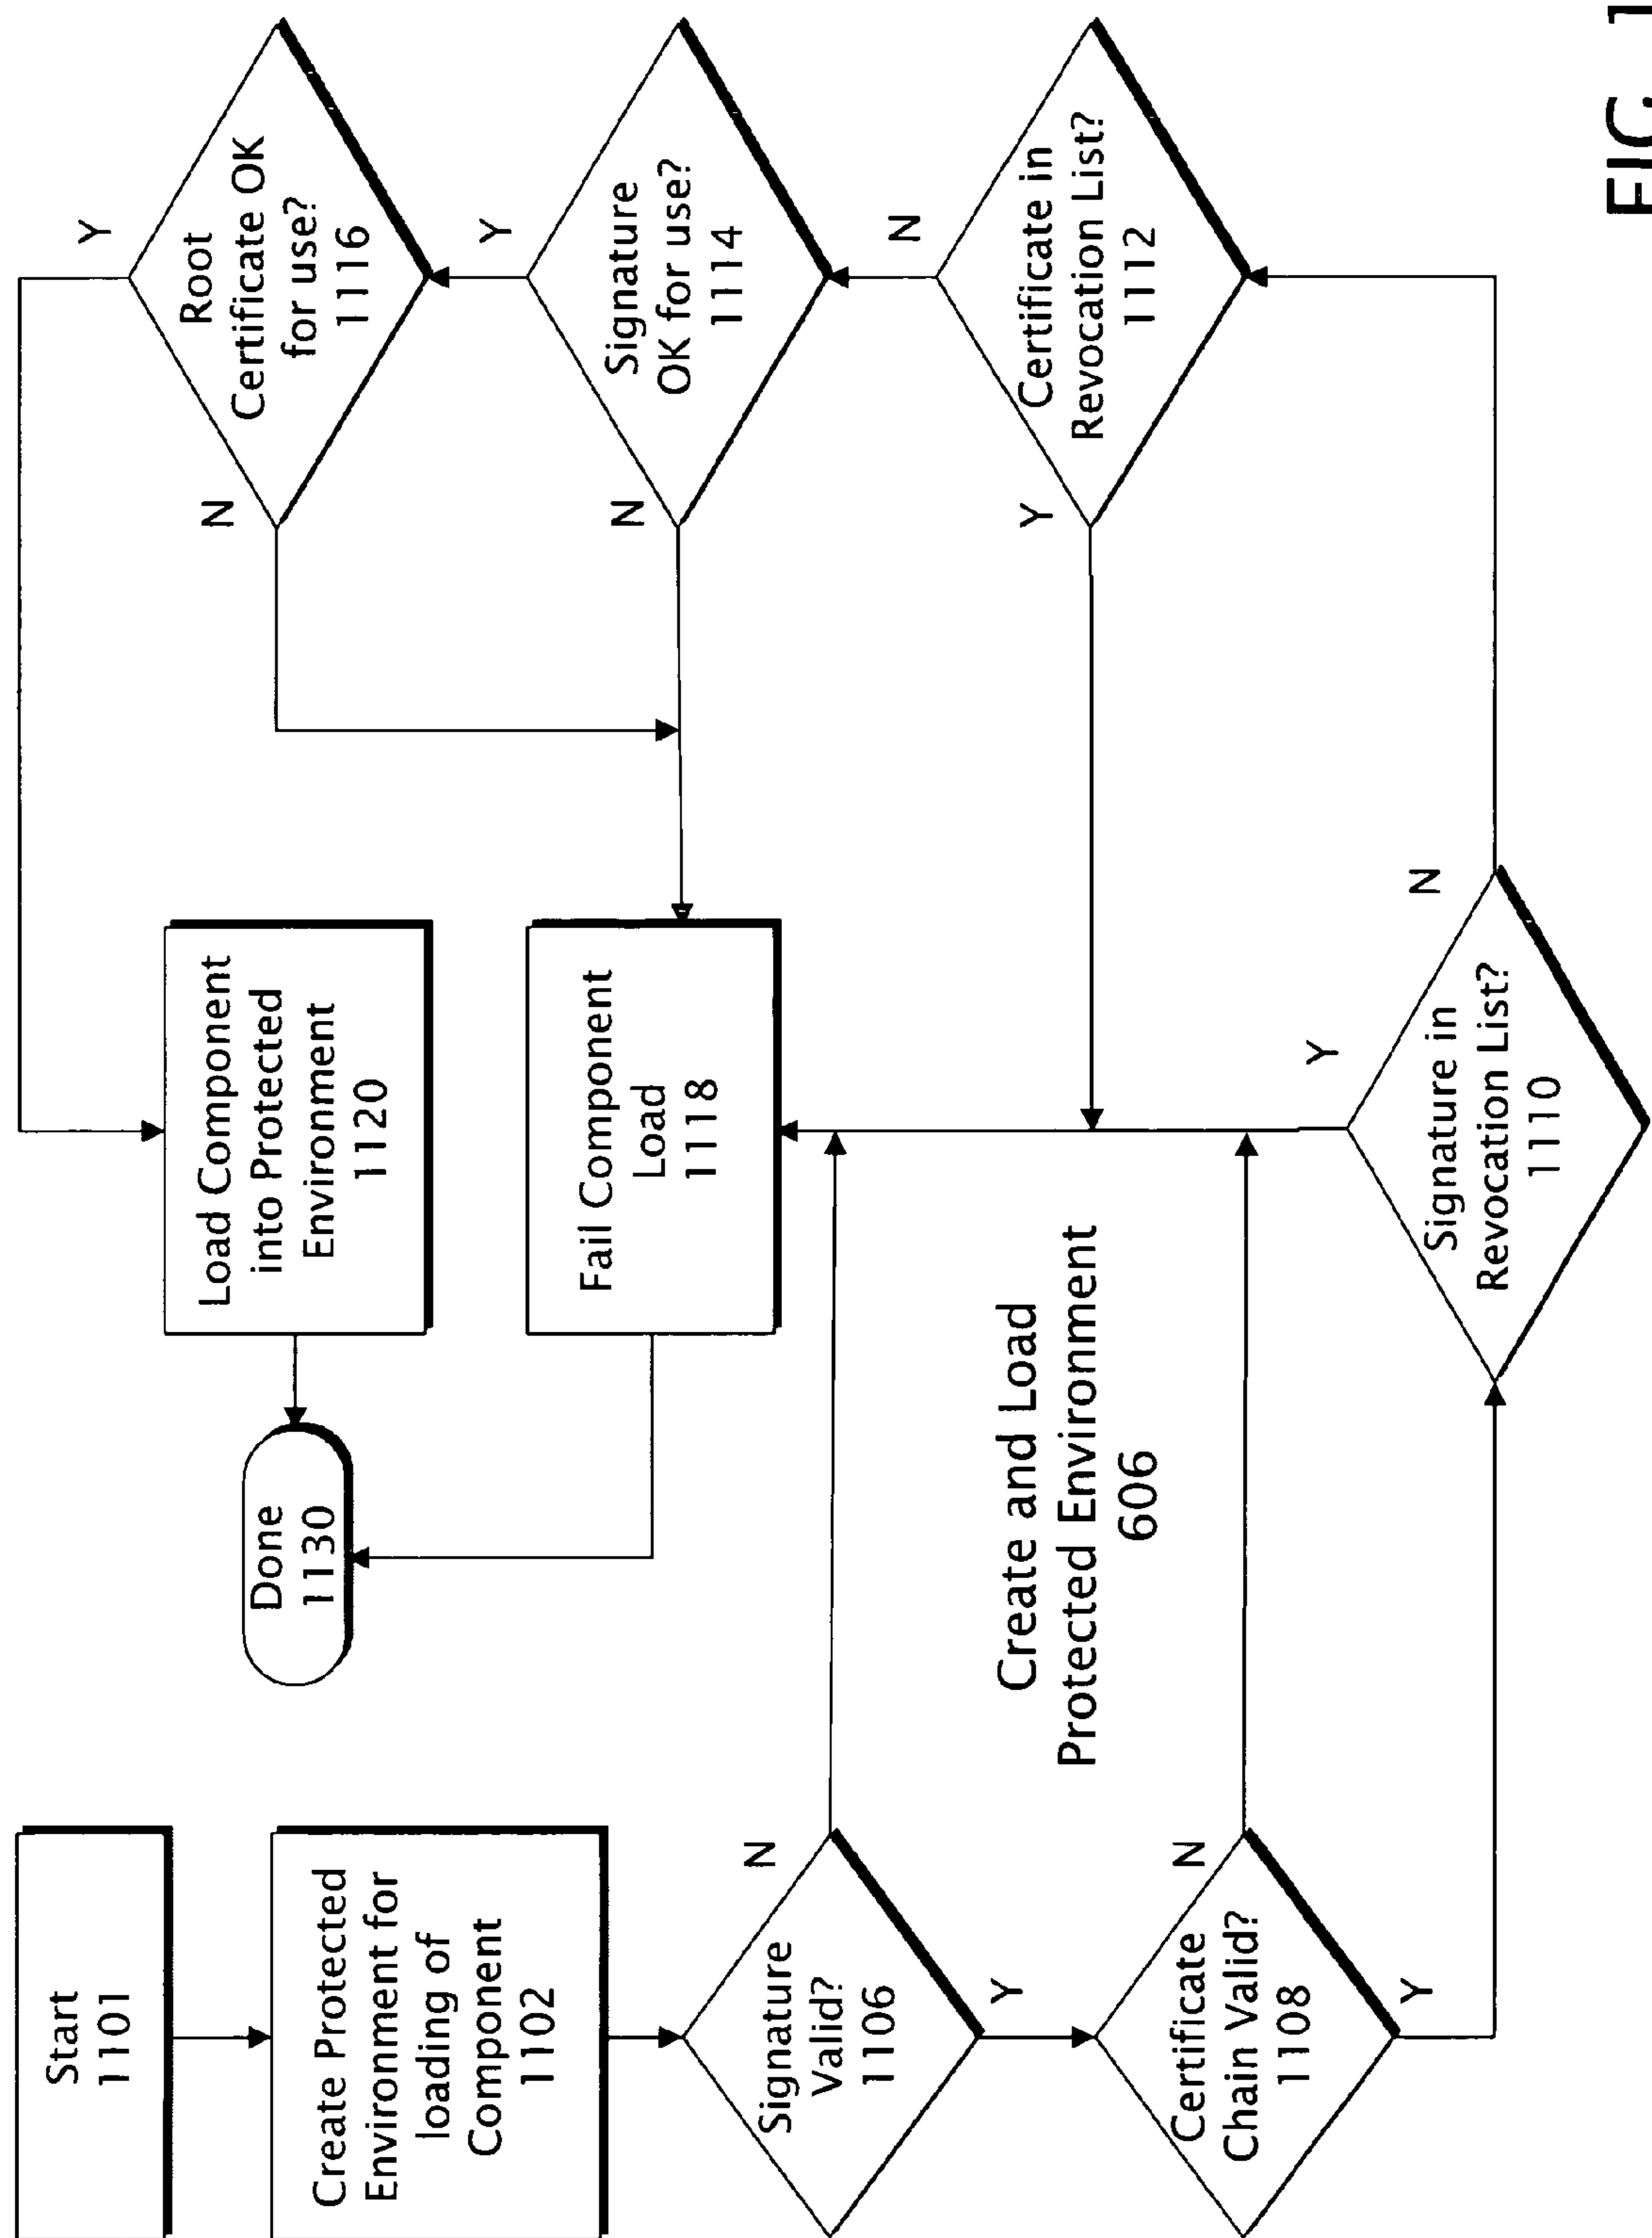 Start
1101
Create Protected
Environment for
loading of
Component
1102
Signature
Valid?
1106
N
Y
Certificate
Chain Valid?
1108
N
Y
Done
1130
Load Component
into Protected
Environment
1120
Fail Component
Load
1118
Create and Load
Protected Environment
606
Signature in
Revocation List?
1110
Y
N
Root
Certificate OK
for use?
1116
Y
N
Signature
OK for use?
1114
Y
N
Certificate in
Revocation List?
1112
N
Y
FIG. 1